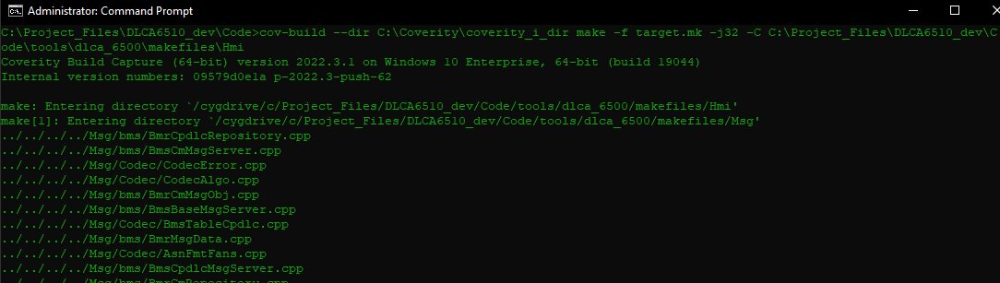 Administrator: Command Prompt
C:\Project_Files\DLCA6510_dev\Code>cov-build --dir C:\Coverity\coverity_i_dir make -f target.mk -j32 -C C:\Project_Files\DLCA6510_dev\C
ode\tools\dlca_6500\makefiles\Hmi
Coverity Build Capture (64-bit) version 2022.3.1 on Windows 10 Enterprise, 64-bit (build 19044)
Internal version numbers: 09579d0e1a p-2022.3-push-62
make: Entering directory `/cygdrive/c/Project_Files/DLCA6510_dev/Code/tools/dlca_6500/makefiles/Hmi'
make[1]: Entering directory `/cygdrive/c/Project_Files/DLCA6510_dev/Code/tools/dlca_6500/makefiles/Msg'
../../../../Msg/bms/BmrCpdlcRepository.cpp
../../../../Msg/bms/BmsCmMsgServer.cpp
../../../../Msg/Codec/CodecError.cpp
../../../../Msg/Codec/CodecAlgo.cpp
../../../../Msg/bms/BmrCmMsgObj.cpp
../../../../Msg/bms/BmsBaseMsgServer.cpp
../../../../Msg/Codec/BmsTableCpdlc.cpp
../../../../Msg/bms/BmrMsgData.cpp
../../../../Msg/Codec/AsnFmtFans.cpp
../../../../Msg/bms/BmsCpdlcMsgServer.cpp
../../../../Msg/bms/BmrCmRepository.cpp